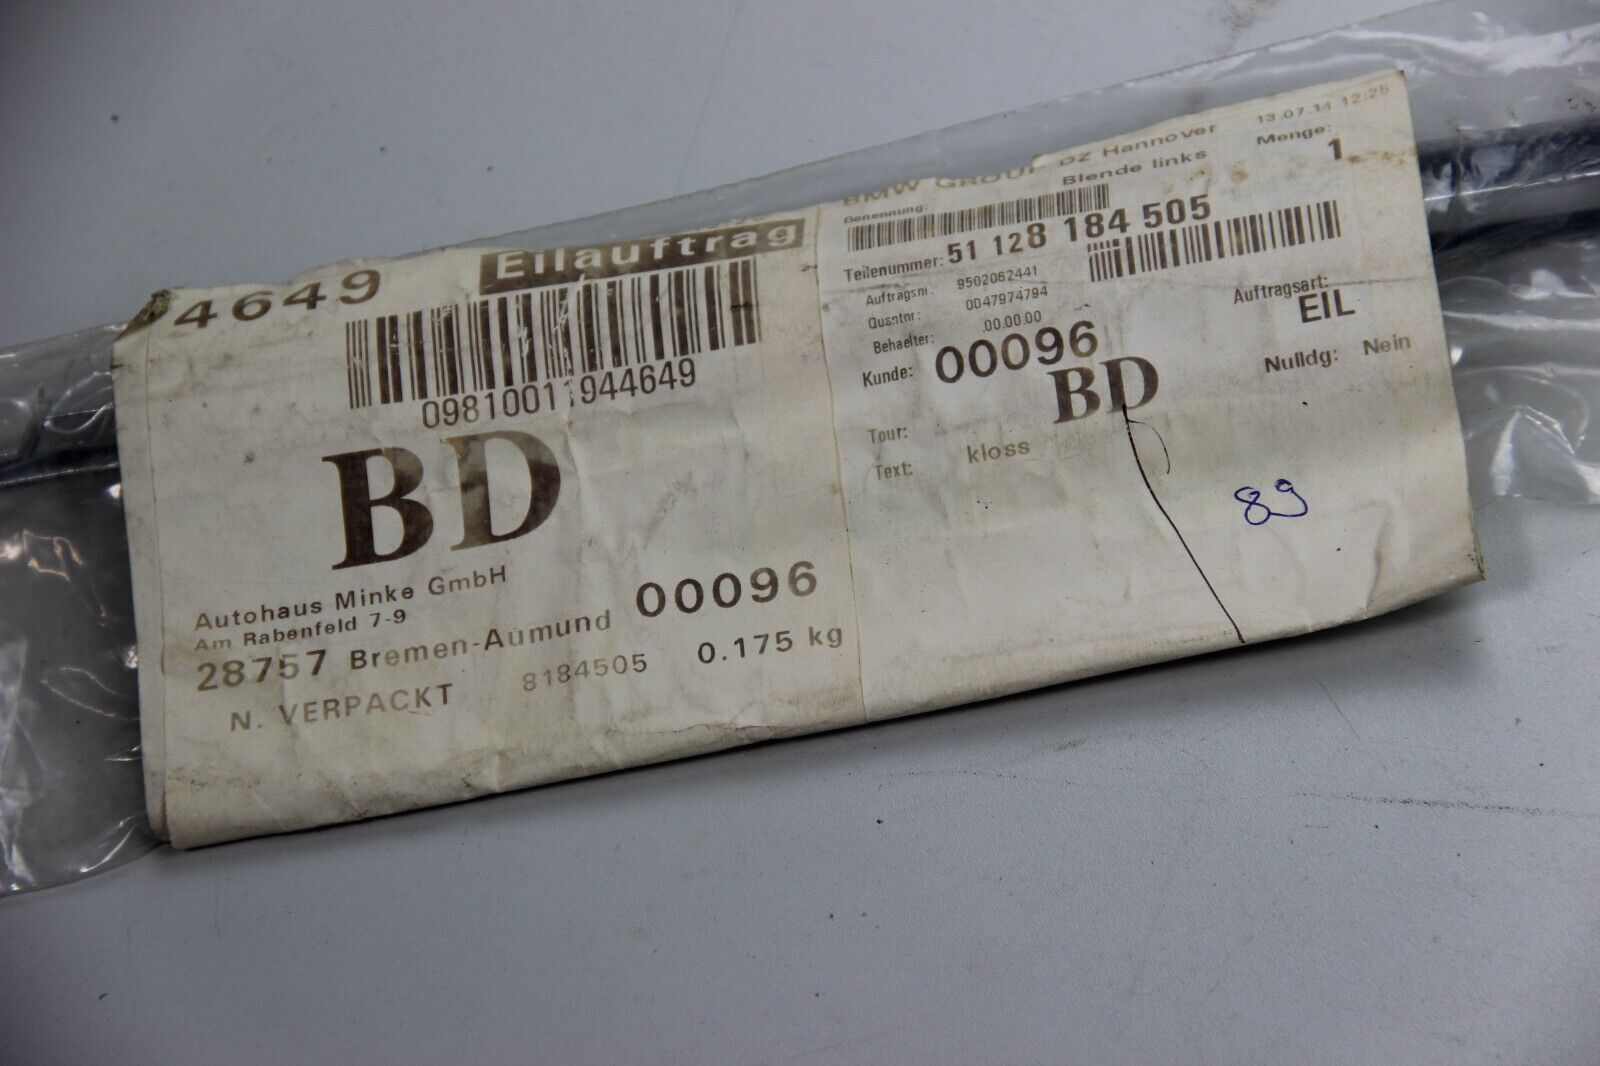 4649 Eilauftrag
09810011944649
BD
Autohaus Minke GmbH
Am Rabenfeld 7-9
28757 Bremen-Aumund 00096
N. VERPACKT 8184505 0.175 kg
BMW GROUP DZ Hannover 13.07.11 12:25
Benennung: Blende links Menge: 1
Teilenummer: 51 128 184 505
Auftragsnr. 9502062441
Quantnr: 0047974794 Auftragsart:
Behaelter: .00.00.00 EIL
Kunde: 00096 Nulldg: Nein
BD
Tour:
Text: kloss
89